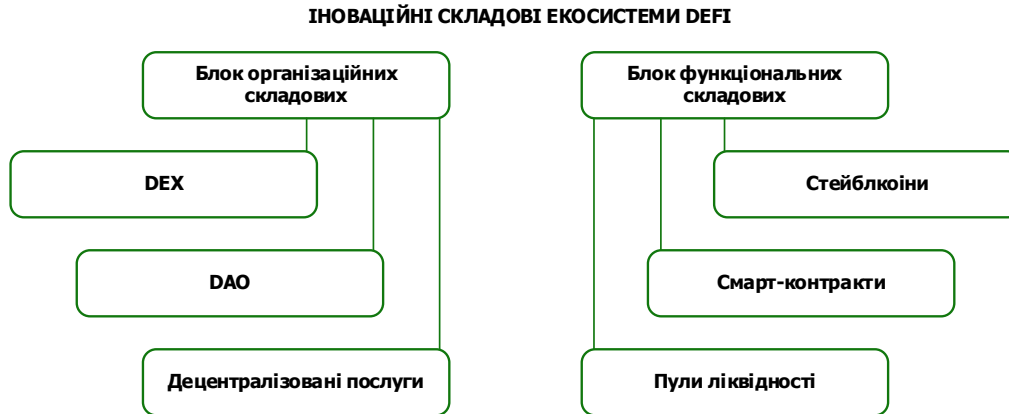 ІНОВАЦІЙНІ СКЛАДОВІ ЕКОСИСТЕМИ DEFI
Блок організаційних
складових
Блок функціональних
складових
DEX
Стейблкоіни
DAO
Смарт-контракти
Децентралізовані послуги
Пули ліквідності